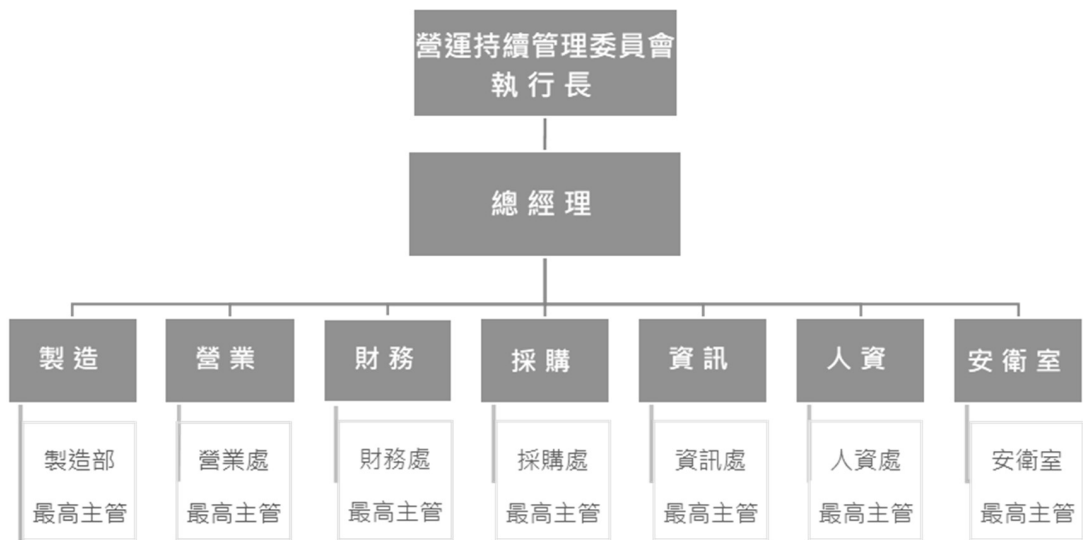 營運持續管理委員會
執行長
總經理
製造
營業
財務
採購
資訊
人資
安衛室
製造部
最高主管
營業處
最高主管
財務處
最高主管
採購處
最高主管
資訊處
最高主管
人資處
最高主管
安衛室
最高主管